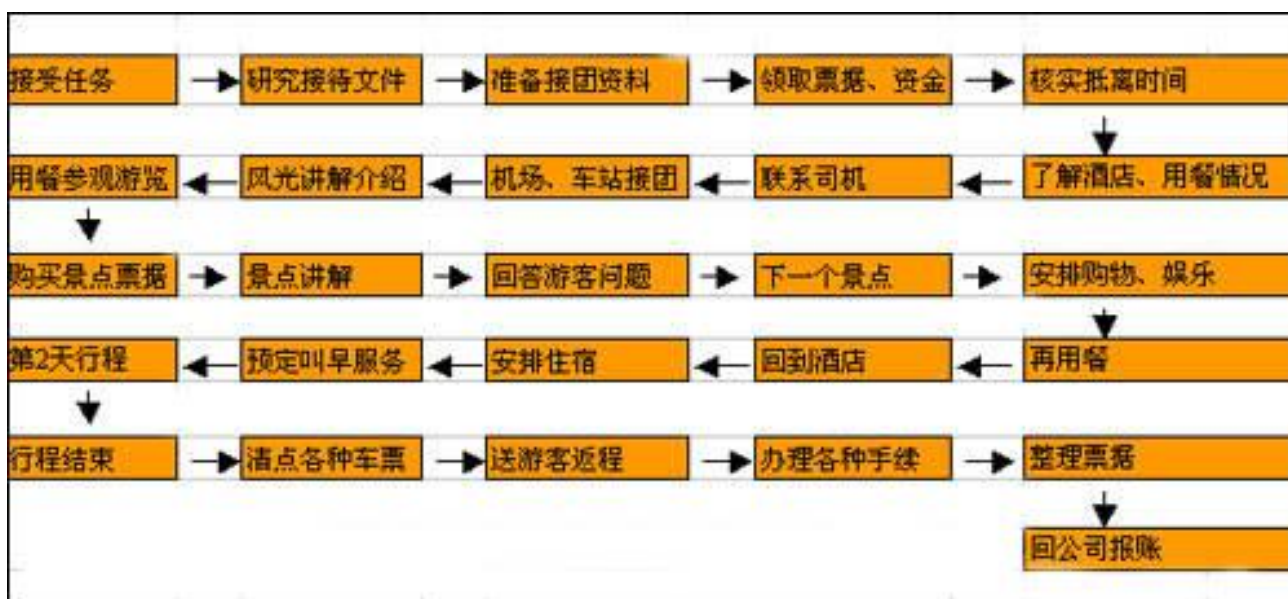 接受任务
研究接待文件
准备接团资料
领取票据、资金
核实抵离时间
了解酒店、用餐情况
联系司机
机场、车站接团
风光讲解介绍
用餐参观游览
购买景点票据
景点讲解
回答游客问题
下一个景点
安排购物、娱乐
再用餐
回到酒店
安排住宿
预定叫早服务
第2天行程
行程结束
清点各种车票
送游客返程
办理各种手续
整理票据
回公司报账